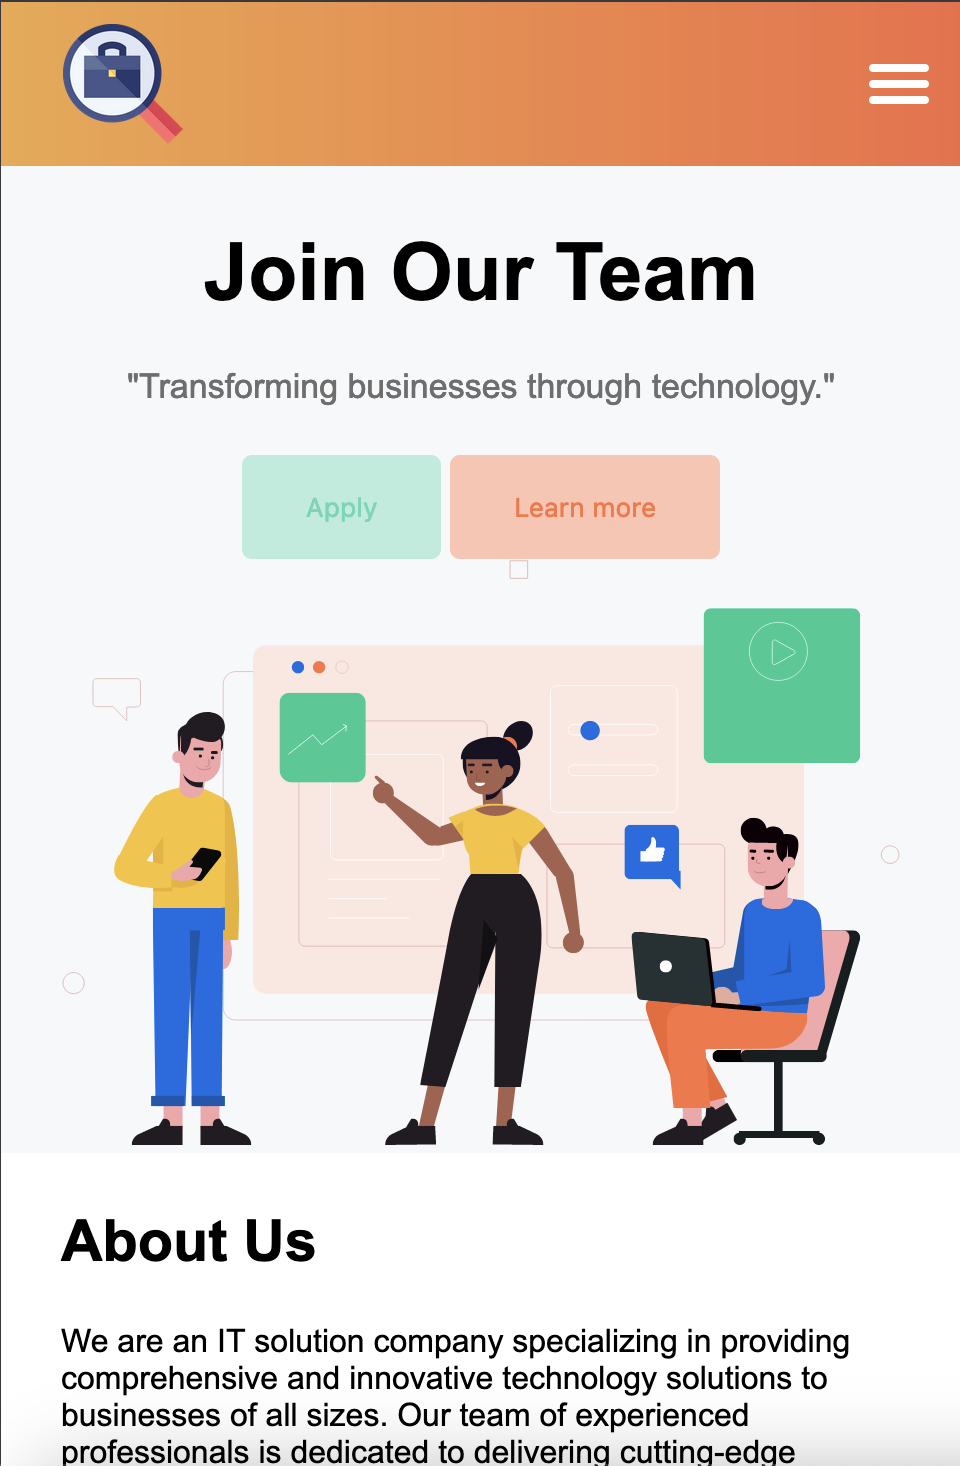 Join Our Team
"Transforming businesses through technology."
Apply
Learn more
About Us
We are an IT solution company specializing in providing
comprehensive and innovative technology solutions to
businesses of all sizes. Our team of experienced
professionals is dedicated to delivering cutting-edge